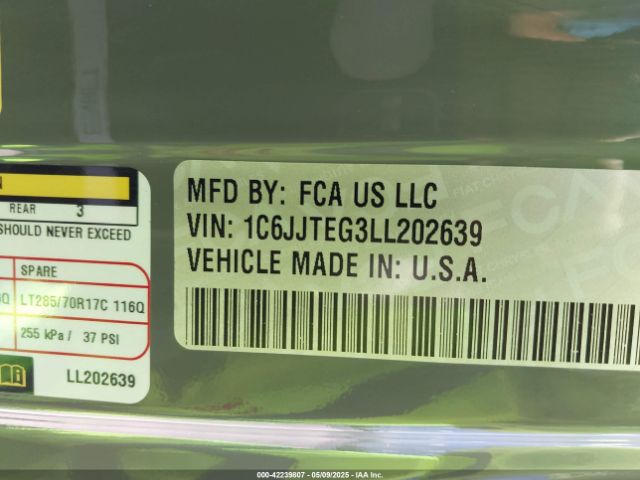 N
REAR 3
SHOULD NEVER EXCEED
SPARE
Q LT285/70R17C 116Q
255 kPa / 37 PSI
LL202639
MFD BY: FCA US LLC
VIN: 1C6JJTEG3LL202639
VEHICLE MADE IN: U.S.A.
000-42239807 - 05/09/2025 - IAA Inc.